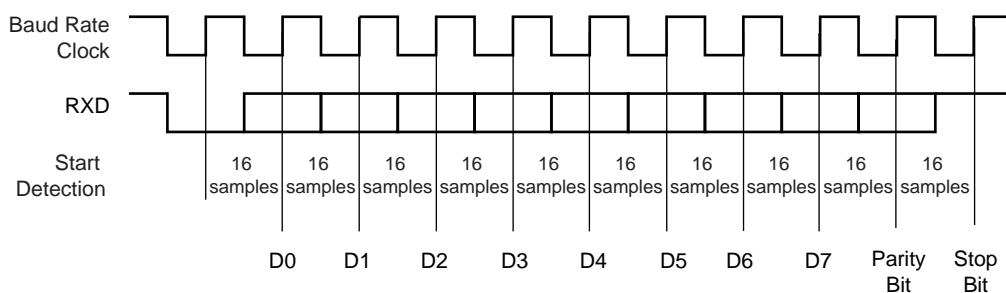 Baud Rate
Clock
RXD
Start
Detection
16
samples
16
samples
16
samples
16
samples
16
samples
16
samples
16
samples
16
samples
16
samples
16
samples
D0
D1
D2
D3
D4
D5
D6
D7
Parity
Bit
Stop
Bit